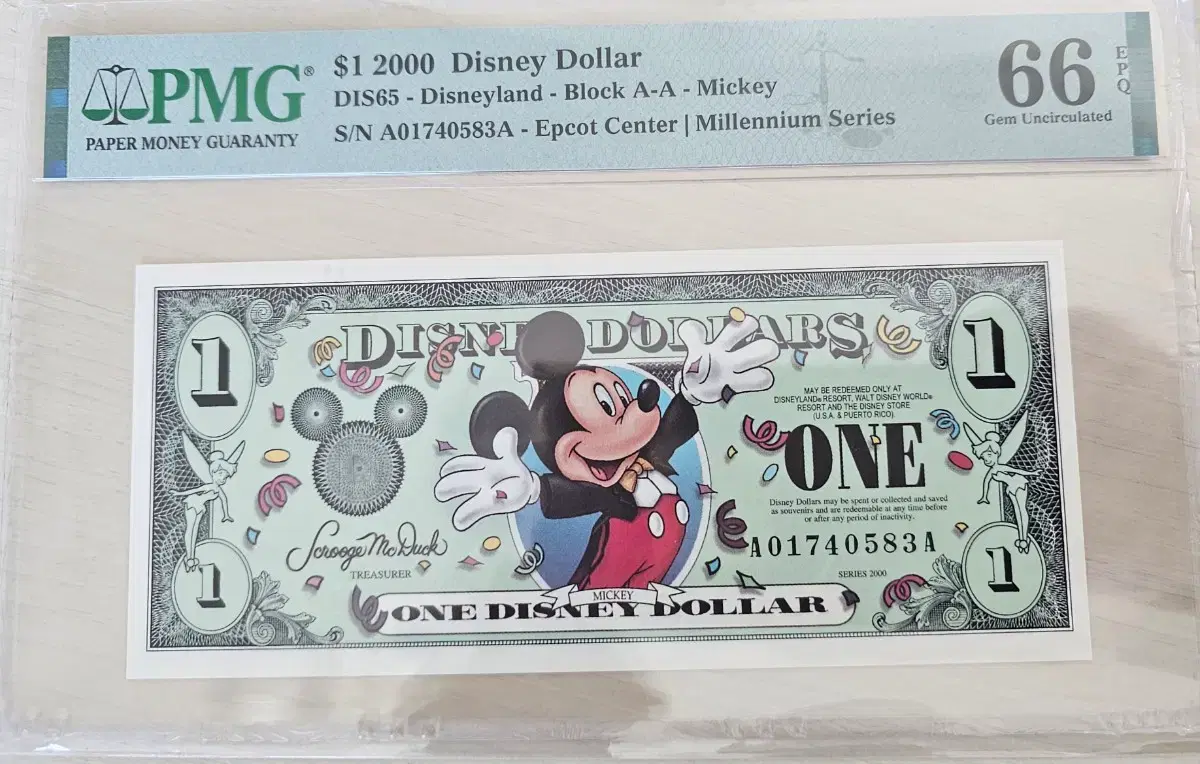 PMG®
PAPER MONEY GUARANTY
$1 2000 Disney Dollar
DIS65 - Disneyland - Block A-A - Mickey
S/N A01740583A - Epcot Center | Millennium Series
66
EPQ
Gem Uncirculated
1
DISNEY DOLLARS
1
MAY BE REDEEMED ONLY AT
DISNEYLAND® RESORT, WALT DISNEY WORLD®
RESORT AND THE DISNEY STORE
(U.S.A. & PUERTO RICO)
ONE
Disney Dollars may be spent or collected and saved
as souvenirs and are redeemable at any time before
or after any period of inactivity.
A01740583A
Scrooge McDuck
TREASURER
SERIES 2000
1
MICKEY
ONE DISNEY DOLLAR
1